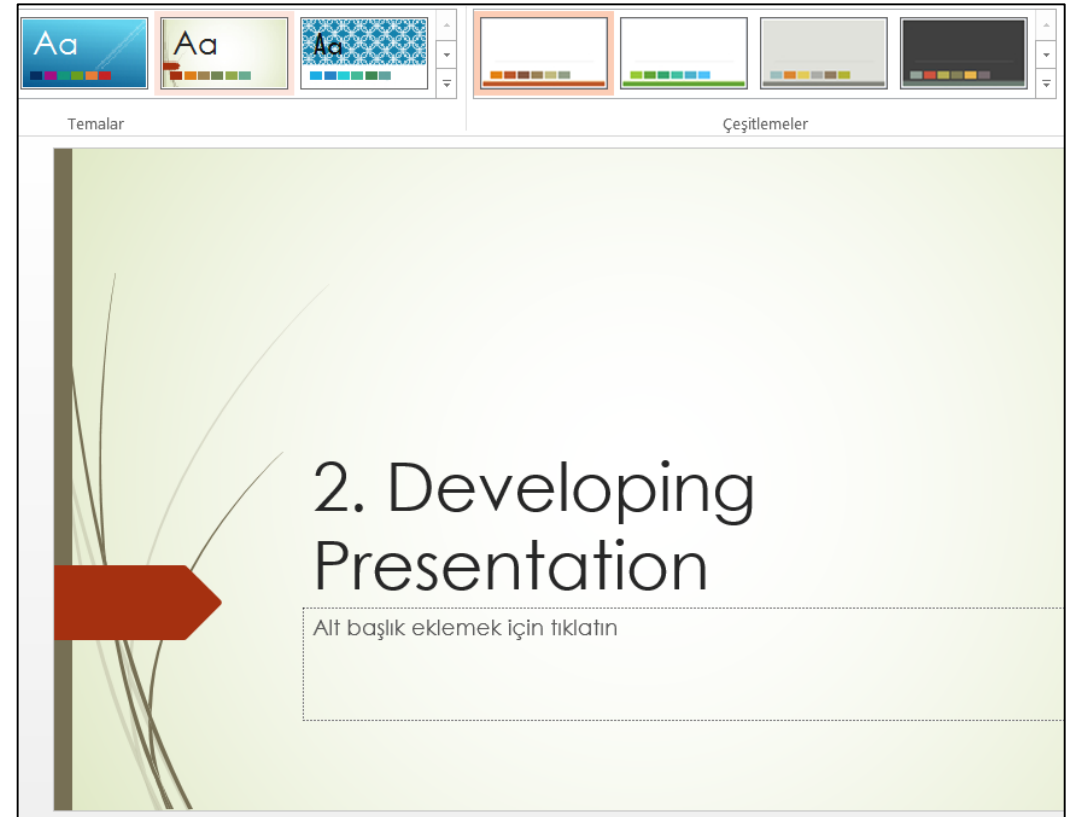 Aa
Aa
Aa
Temalar
Çeşitlemeler
2. Developing
Presentation
Alt başlık eklemek için tıklatın